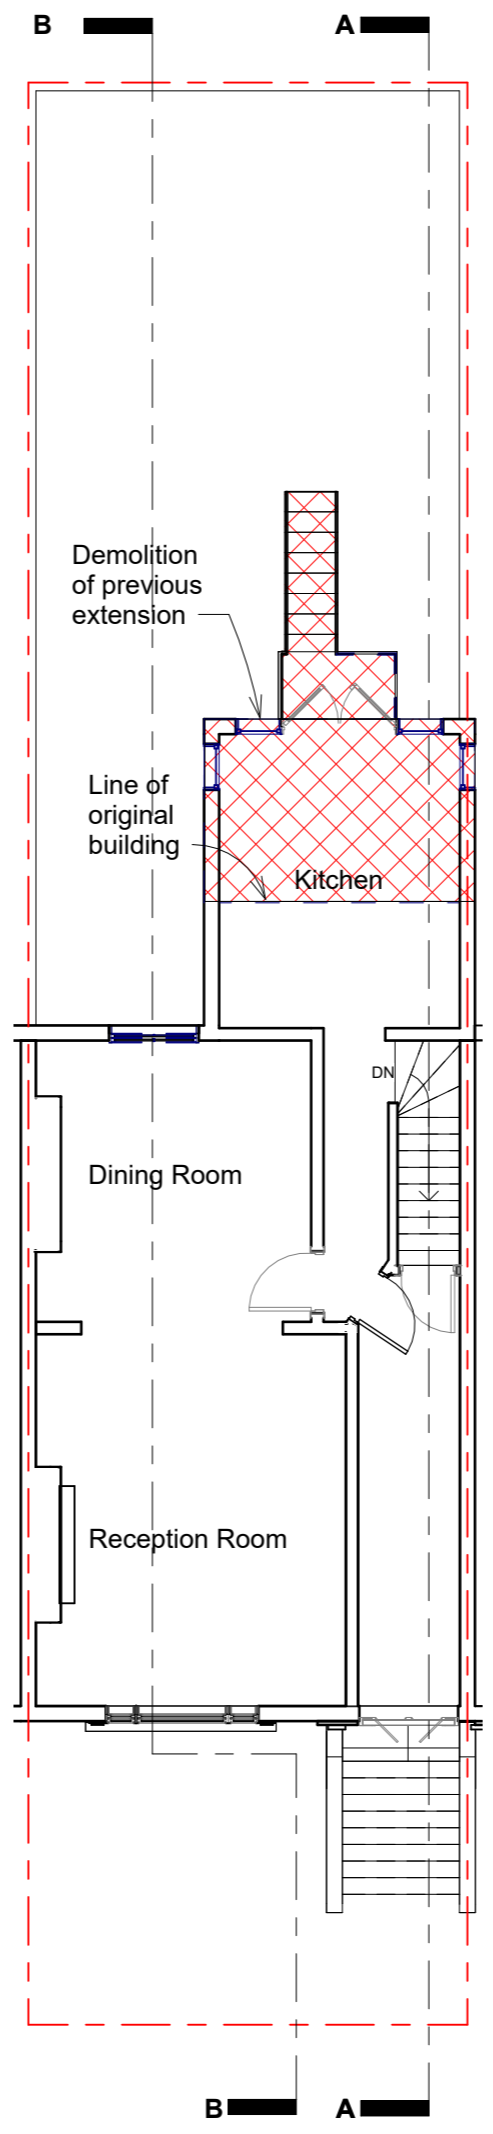 B
A
Demolition
of previous
extension
Line of
original
building
Kitchen
DN
Dining Room
Reception Room
B
A